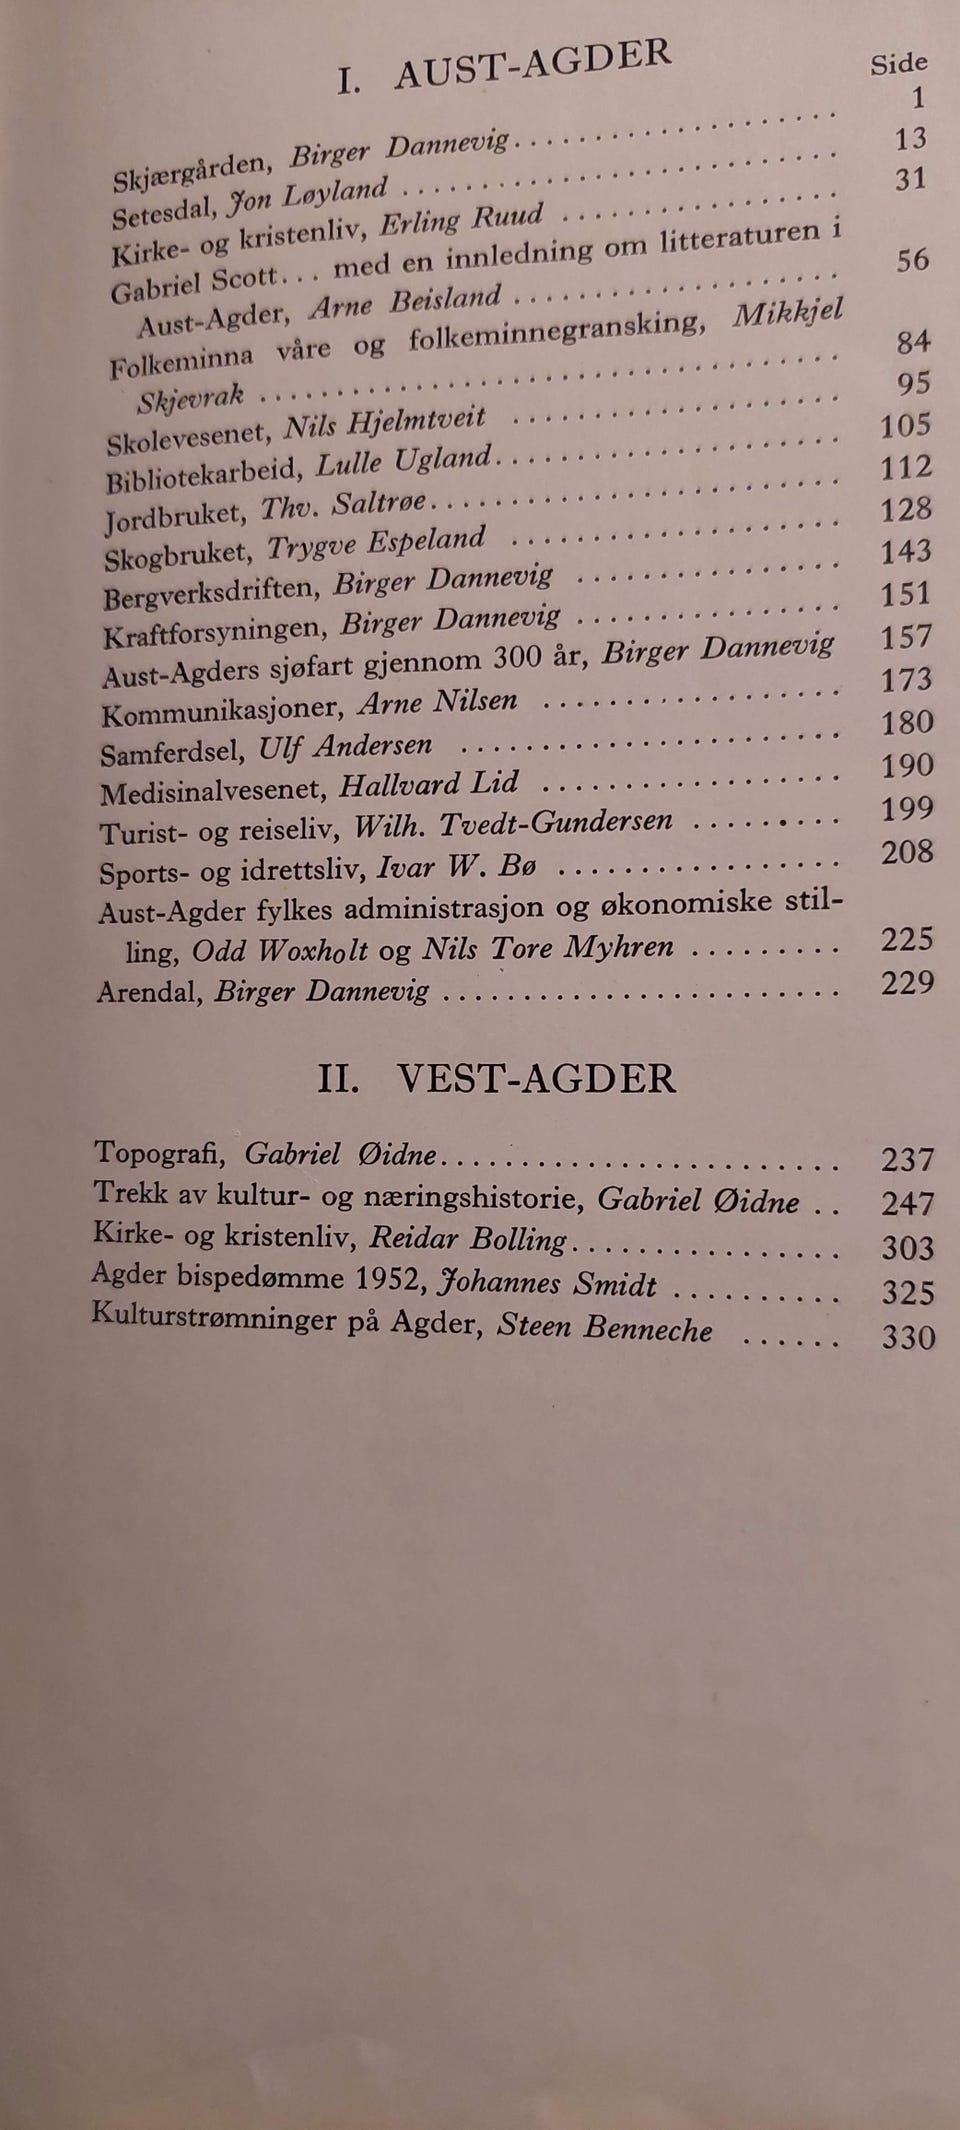 I. AUST-AGDER
Side
Skjærgården, Birger Dannevig.................... 1
Setesdal, Jon Løyland .......................... 13
Kirke- og kristenliv, Erling Ruud ................. 31
Gabriel Scott... med en innledning om litteraturen i
Aust-Agder, Arne Beisland .................... 56
Folkeminna våre og folkeminnegransking, Mikkjel
Skjevrak .................................... 84
Skolevesenet, Nils Hjelmtveit .................... 95
Bibliotekarbeid, Lulle Ugland..................... 105
Jordbruket, Thv. Saltrøe......................... 112
Skogbruket, Trygve Espeland .................... 128
Bergverksdriften, Birger Dannevig ................ 143
Kraftforsyningen, Birger Dannevig ................ 151
Aust-Agders sjøfart gjennom 300 år, Birger Dannevig 157
Kommunikasjoner, Arne Nilsen .................. 173
Samferdsel, Ulf Andersen ....................... 180
Medisinalvesenet, Hallvard Lid .................. 190
Turist- og reiseliv, Wilh. Tvedt-Gundersen ......... 199
Sports- og idrettsliv, Ivar W. Bø ................. 208
Aust-Agder fylkes administrasjon og økonomiske stil-
ling, Odd Woxholt og Nils Tore Myhren ......... 225
Arendal, Birger Dannevig ........................ 229
II. VEST-AGDER
Topografi, Gabriel Øidne......................... 237
Trekk av kultur- og næringshistorie, Gabriel Øidne .. 247
Kirke- og kristenliv, Reidar Bolling................. 303
Agder bispedømme 1952, Johannes Smidt .......... 325
Kulturstrømninger på Agder, Steen Benneche ...... 330